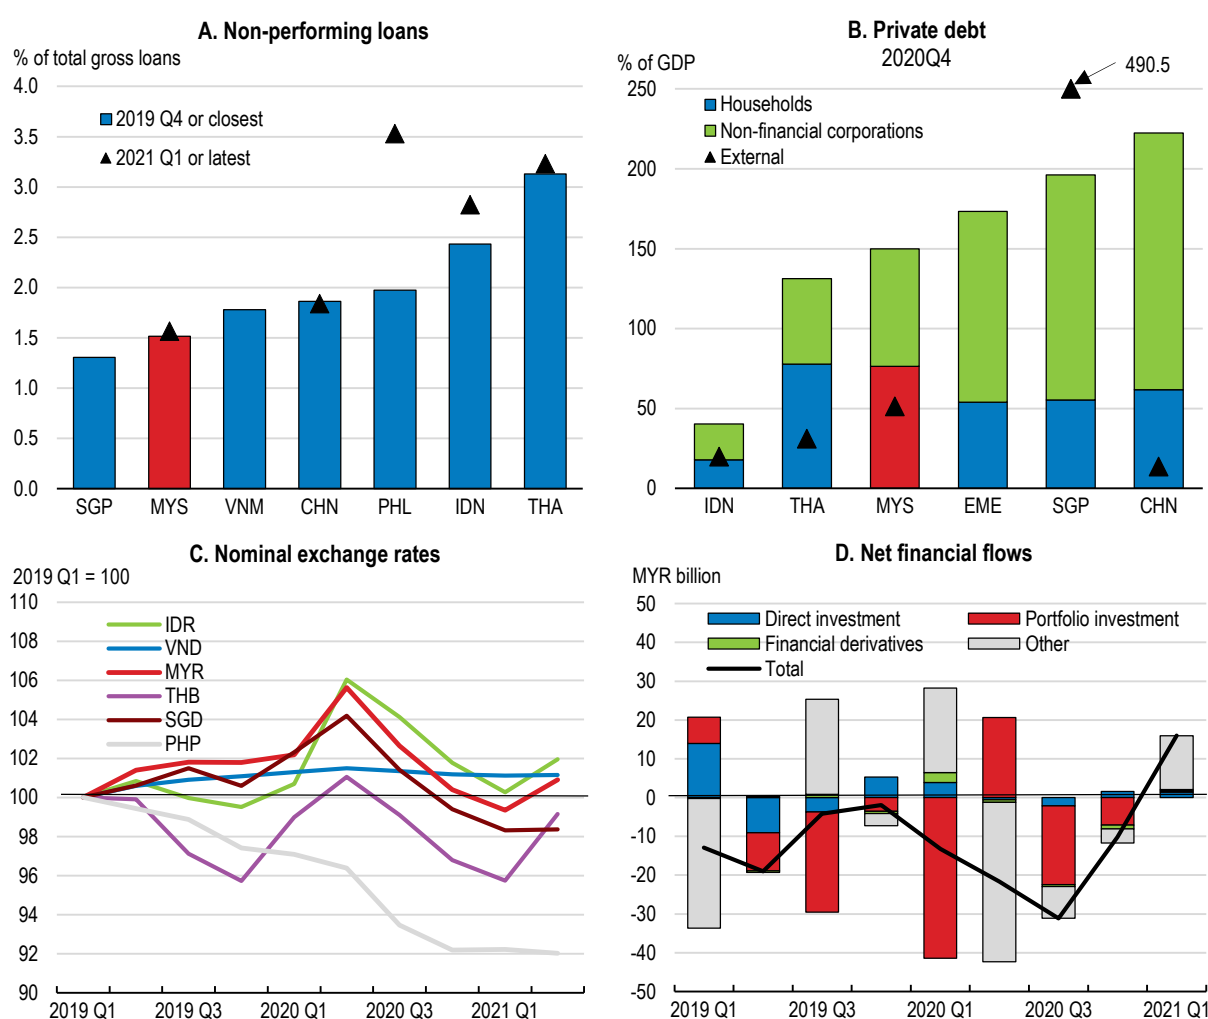 A. Non-performing loans
% of total gross loans
4.0
3.5
3.0
2.5
2.0
1.5
1.0
0.5
0.0
2019 Q4 or closest
2021 Q1 or latest
SGP MYS VNM CHN PHL IDN THA
B. Private debt
2020Q4
% of GDP
490.5
250
200
150
100
50
0
Households
Non-financial corporations
External
IDN THA MYS EME SGP CHN
C. Nominal exchange rates
2019 Q1 = 100
110
108
106
104
102
100
98
96
94
92
90
IDR
VND
MYR
THB
SGD
PHP
2019 Q1 2019 Q3 2020 Q1 2020 Q3 2021 Q1
D. Net financial flows
MYR billion
50
40
30
20
10
0
-10
-20
-30
-40
-50
Direct investment Portfolio investment
Financial derivatives Other
Total
2019 Q1 2019 Q3 2020 Q1 2020 Q3 2021 Q1